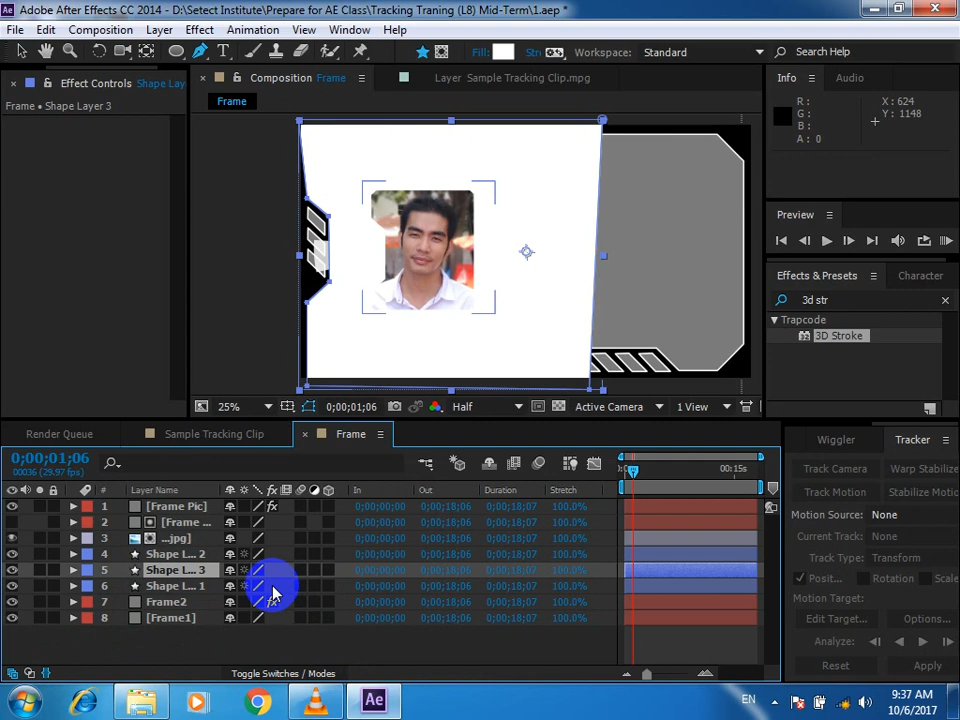 Adobe After Effects CC 2014 - D:\Setect Institute\Prepare for AE Class\Tracking Traning (L8) Mid-Term\1.aep *
File Edit Composition Layer Effect Animation View Window Help
Fill: Str Workspace: Standard Search Help
Effect Controls Shape Lay
Composition Frame
Layer Sample Tracking Clip.mpg
Info Audio
Frame • Shape Layer 3
Frame
R: X: 624
G: Y: 1148
B:
A: 0
Preview
Effects & Presets Character
3d str
Trapcode
3D Stroke
25% 0;00;01;06 Half Active Camera 1 View
Render Queue Sample Tracking Clip Frame
Wiggler Tracker
0;00;01;06
00036 (29.97 fps)
00:15s
Track Camera Warp Stabilize
Track Motion Stabilize Motio
# Layer Name In Out Duration Stretch
1 [Frame Pic] 0;00;00;00 0;00;18;06 0;00;18;07 100.0%
2 [Frame ... 0;00;00;00 0;00;18;06 0;00;18;07 100.0%
3 ...jpg] 0;00;00;00 0;00;18;06 0;00;18;07 100.0%
4 Shape L... 2 0;00;00;00 0;00;18;06 0;00;18;07 100.0%
5 Shape L... 3 0;00;00;00 0;00;18;06 0;00;18;07 100.0%
6 Shape L... 1 0;00;00;00 0;00;18;06 0;00;18;07 100.0%
7 Frame2 0;00;00;00 0;00;18;06 0;00;18;07 100.0%
8 [Frame1] 0;00;00;00 0;00;18;06 0;00;18;07 100.0%
Motion Source: None
Current Track: None
Track Type: Transform
Posit... Rotation Scale
Motion Target:
Edit Target... Options...
Analyze:
Reset Apply
Toggle Switches / Modes
EN
9:37 AM
10/6/2017